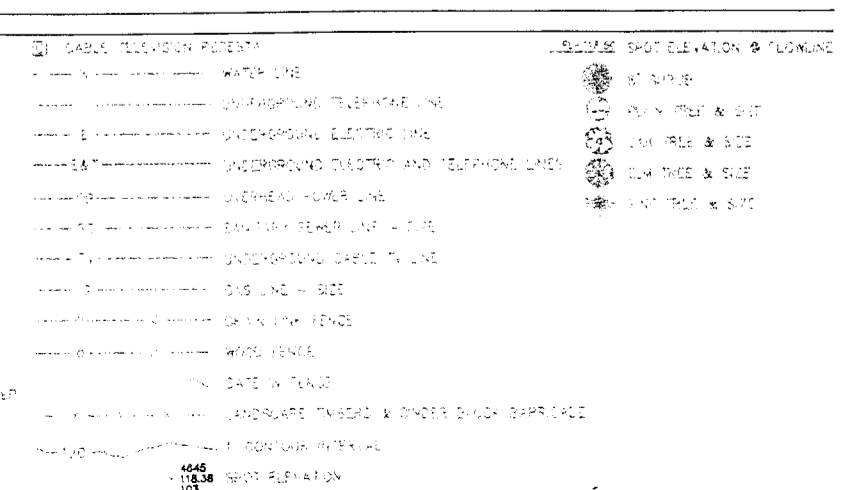 CABLE TELEVISION PEDESTAL
WATER LINE
UNDERGROUND TELEPHONE LINE
E UNDERGROUND ELECTRIC LINE
E&T UNDERGROUND ELECTRIC AND TELEPHONE LINES
OVERHEAD POWER LINE
SANITARY SEWER LINE - SIZE
UNDERGROUND CABLE TV LINE
GAS LINE - SIZE
CHAIN LINK FENCE
WOOD FENCE
GATE IN FENCE
LANDSCAPE TIMBERS & CINDER BLOCK BARRICADE
CONTOUR INTERVAL
4645
118.38 SPOT ELEVATION
103
SPOT ELEVATION & FLOWLINE
SHRUB
TREE & SIZE
TREE & SIZE
ELM TREE & SIZE
TREE & SIZE